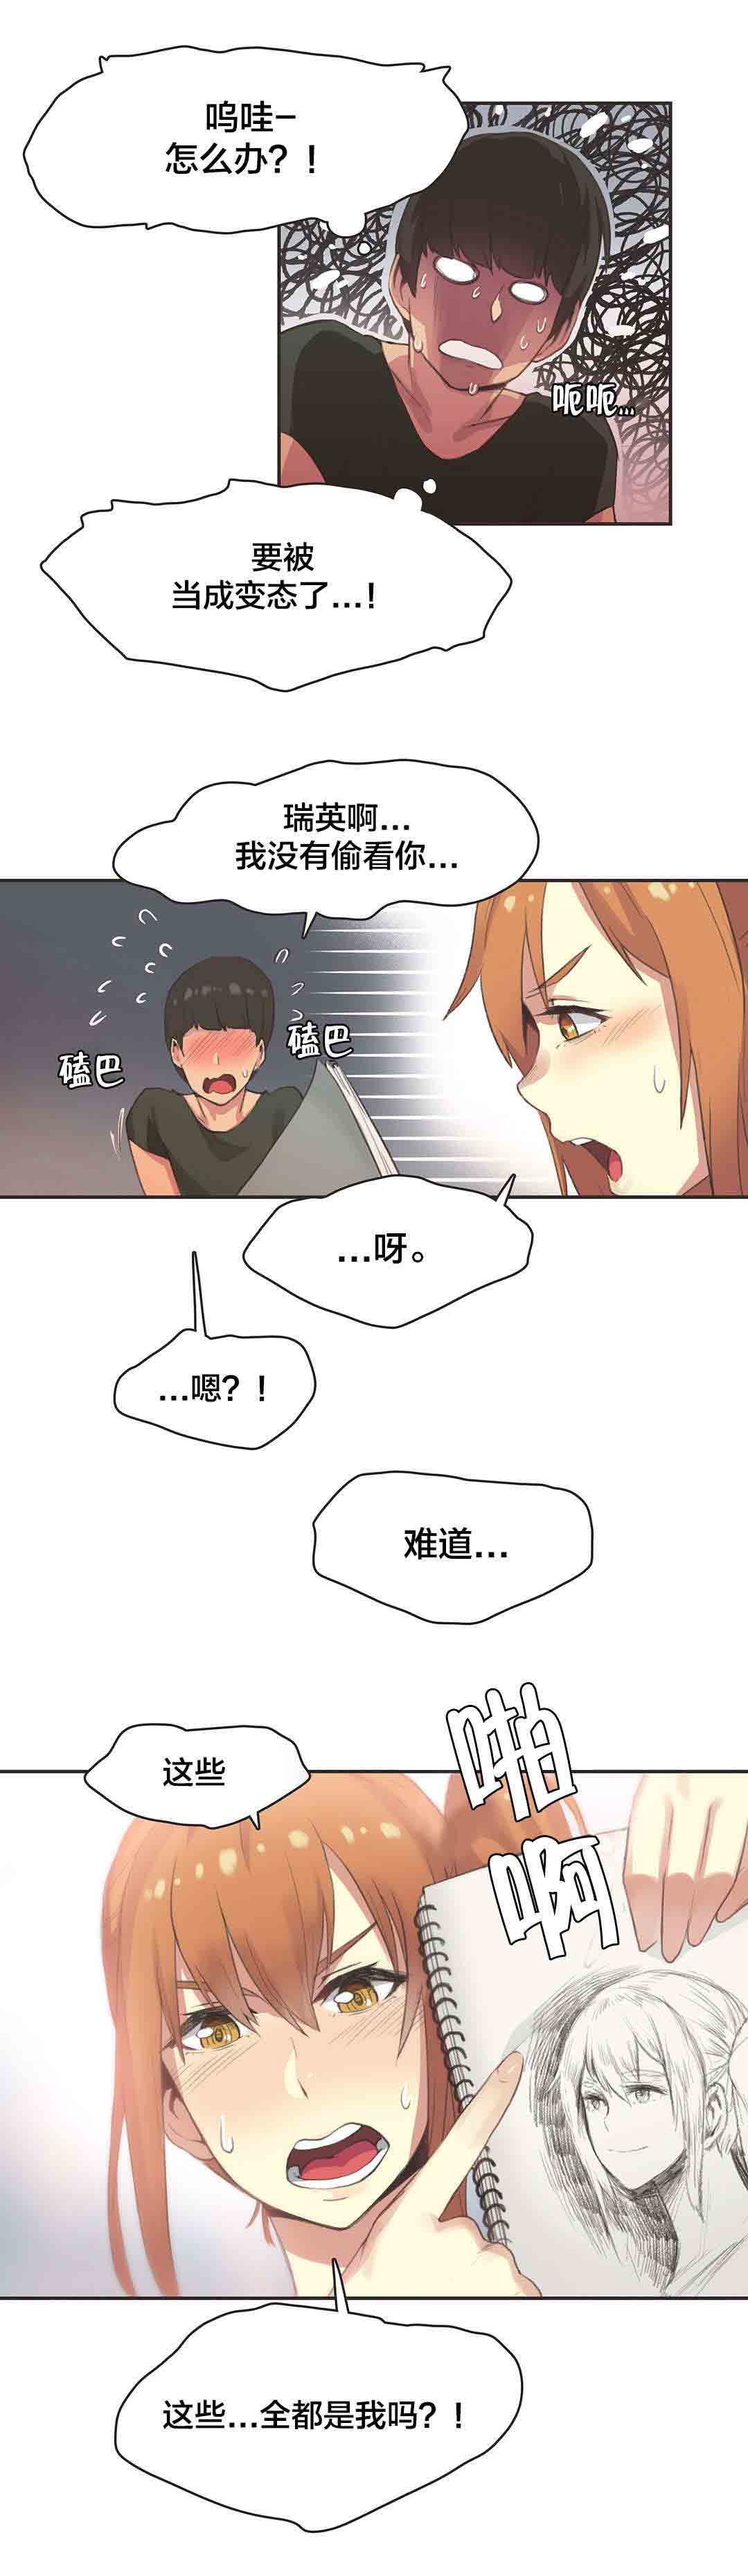 呜哇-
怎么办？！
呃呃...
要被
当成变态了...！
瑞英啊...
我没有偷看你...
磕巴
磕巴
...呀。
...嗯？！
难道...
这些
啪
啊
这些...全都是我吗？！